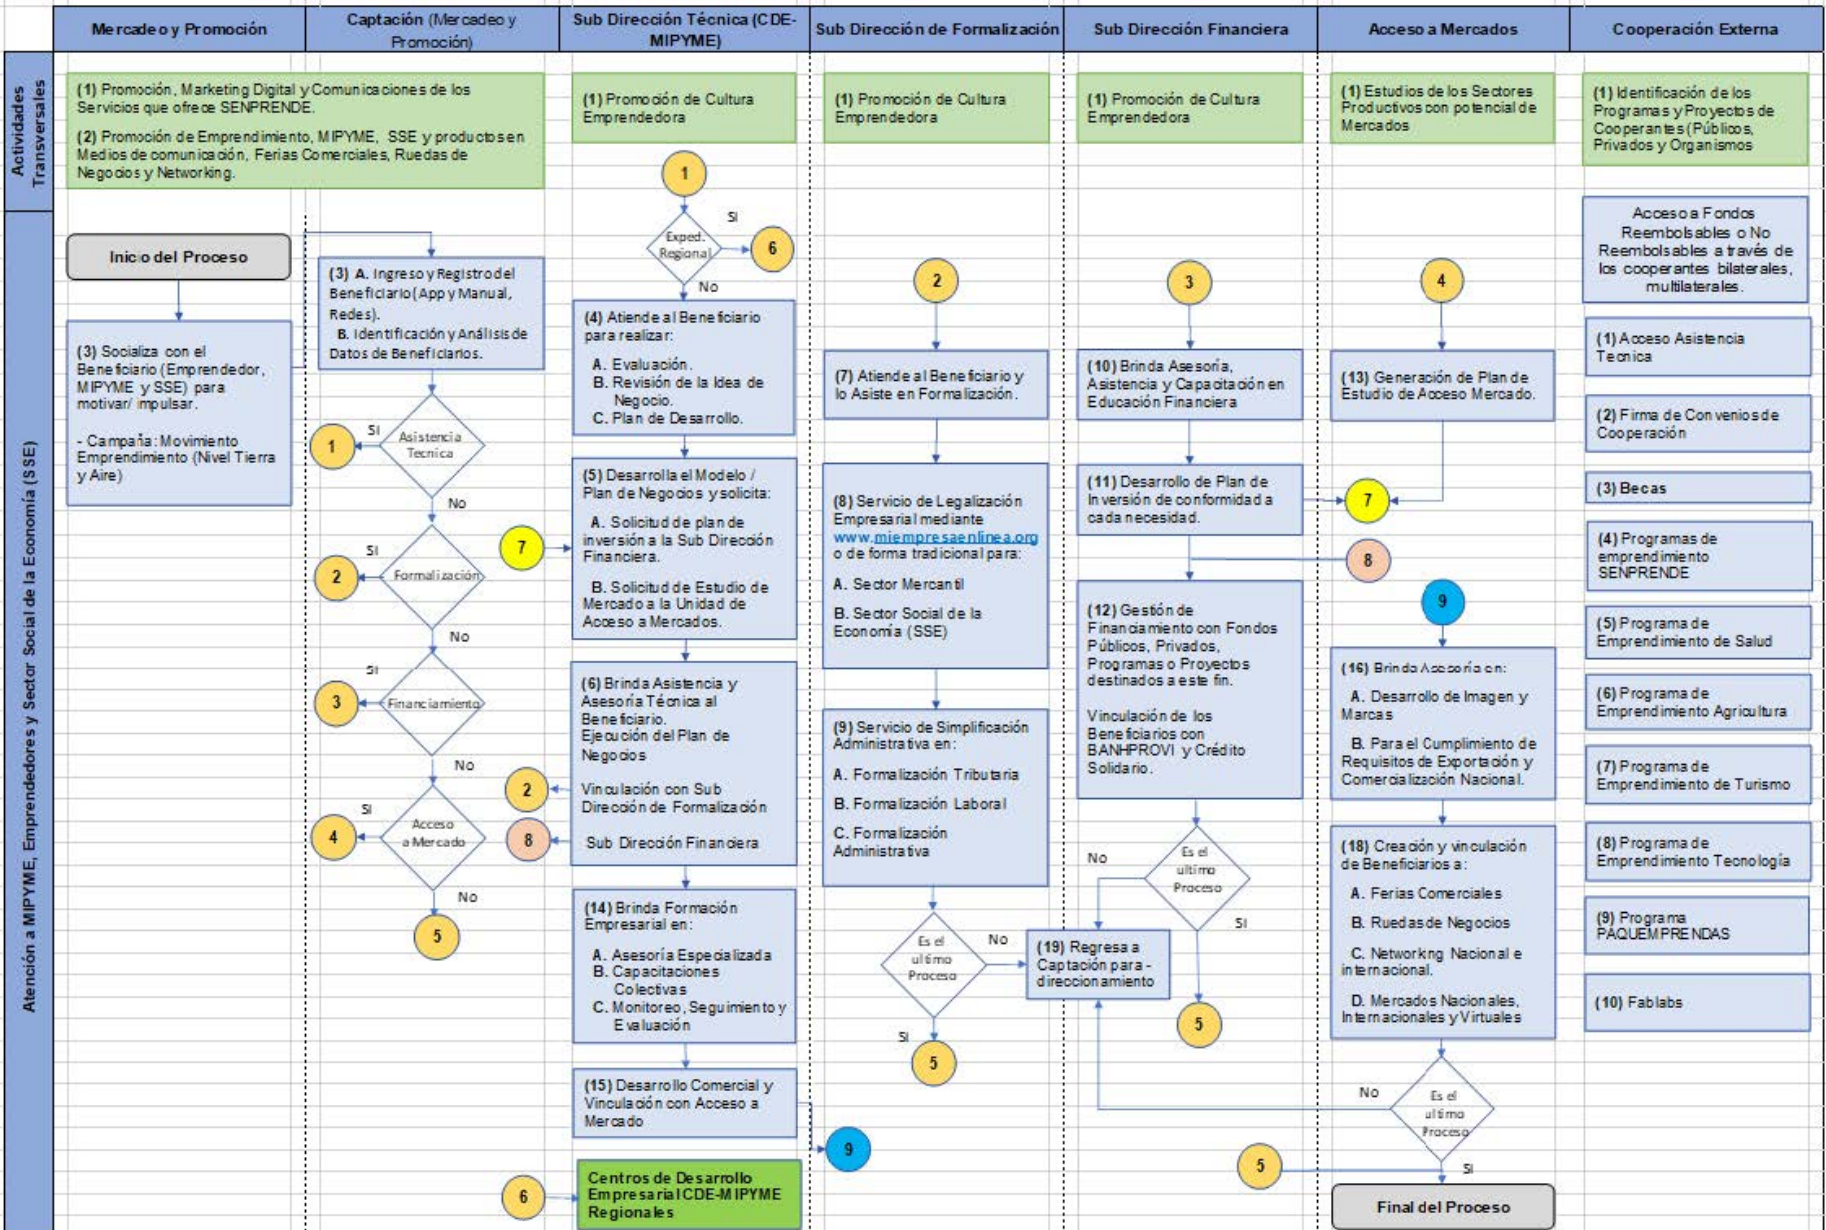 Mercadeo y Promoción
Captación (Mercadeo y
Promoción)
Sub Dirección Técnica (CDE-
MIPYME)
Sub Dirección de Formalización
Sub Dirección Financiera
Acceso a Mercados
Cooperación Externa
Actividades
Transversales
(1) Promoción, Marketing Digital y Comunicaciones de los
Servicios que ofrece SENPRENDE.
(2) Promoción de Emprendimiento, MIPYME, SSE y productos en
Medios de comunicación, Ferias Comerciales, Ruedas de
Negocios y Networking.
(1) Promoción de Cultura
Emprendedora
(1) Promoción de Cultura
Emprendedora
(1) Promoción de Cultura
Emprendedora
(1) Estudios de los Sectores
Productivos con potencial de
Mercados
(1) Identificación de los
Programas y Proyectos de
Cooperantes (Públicos,
Privados y Organismos
Atención a MIPYME, Emprendedores y Sector Social de la Economía (SSE)
Inicio del Proceso
(3) Socializa con el
Beneficiario (Emprendedor,
MIPYME y SSE) para
motivar/ impulsar.
- Campaña: Movimiento
Emprendimiento (Nivel Tierra
y Aire)
(3) A. Ingreso y Registro del
Beneficiario (App y Manual,
Redes).
B. Identificación y Análisis de
Datos de Beneficiarios.
SI
1
Asistencia
Tecnica
No
SI
2
Formalización
No
SI
3
Financiamiento
No
SI
4
Acceso
a Mercado
No
5
1
SI
Exped.
Regional
6
No
(4) Atiende al Beneficiario
para realizar:
A. Evaluación.
B. Revisión de la Idea de
Negocio.
C. Plan de Desarrollo.
7
(5) Desarrolla el Modelo /
Plan de Negocios y solicita:
A. Solicitud de plan de
inversión a la Sub Dirección
Financiera.
B. Solicitud de Estudio de
Mercado a la Unidad de
Acceso a Mercados.
(6) Brinda Asistencia y
Asesoría Técnica al
Beneficiario.
Ejecución del Plan de
Negocios
2
Vinculación con Sub
Dirección de Formalización
8
Sub Dirección Financiera
(14) Brinda Formación
Empresarial en:
A. Asesoría Especializada
B. Capacitaciones
Colectivas
C. Monitoreo, Seguimiento y
Evaluación
(15) Desarrollo Comercial y
Vinculación con Acceso a
Mercado
9
6
Centros de Desarrollo
Empresarial CDE-MIPYME
Regionales
2
(7) Atiende al Beneficiario y
lo Asiste en Formalización.
(8) Servicio de Legalización
Empresarial mediante
www.miempresaenlinea.org
o de forma tradicional para:
A. Sector Mercantil
B. Sector Social de la
Economía (SSE)
(9) Servicio de Simplificación
Administrativa en:
A. Formalización Tributaria
B. Formalización Laboral
C. Formalización
Administrativa
Es el
ultimo
Proceso
No
SI
5
3
(10) Brinda Asesoría,
Asistencia y Capacitación en
Educación Financiera
(11) Desarrollo de Plan de
Inversión de conformidad a
cada necesidad.
7
8
(12) Gestión de
Financiamiento con Fondos
Públicos, Privados,
Programas o Proyectos
destinados a este fin.
Vinculación de los
Beneficiarios con
BANHPROVI y Crédito
Solidario.
No
Es el
ultimo
Proceso
SI
(19) Regresa a
Captación para -
direccionamiento
5
4
(13) Generación de Plan de
Estudio de Acceso Mercado.
9
(16) Brinda Asesoría en:
A. Desarrollo de Imagen y
Marcas
B. Para el Cumplimiento de
Requisitos de Exportación y
Comercialización Nacional.
(18) Creación y vinculación
de Beneficiarios a:
A. Ferias Comerciales
B. Ruedas de Negocios
C. Networking Nacional e
internacional.
D. Mercados Nacionales,
Internacionales y Virtuales
No
Es el
ultimo
Proceso
5
SI
Final del Proceso
Acceso a Fondos
Reembolsables o No
Reembolsables a través de
los cooperantes bilaterales,
multilaterales.
(1) Acceso Asistencia
Tecnica
(2) Firma de Convenios de
Cooperación
(3) Becas
(4) Programas de
emprendimiento
SENPRENDE
(5) Programa de
Emprendimiento de Salud
(6) Programa de
Emprendimiento Agricultura
(7) Programa de
Emprendimiento de Turismo
(8) Programa de
Emprendimiento Tecnología
(9) Programa
PAQUEMPRENDAS
(10) Fablabs